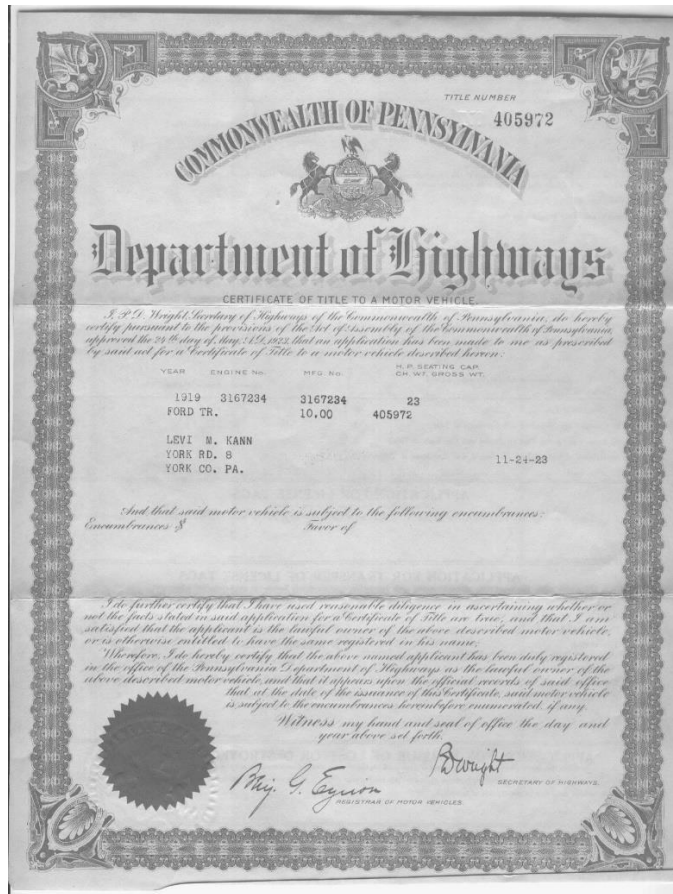 TITLE NUMBER
405972
COMMONWEALTH OF PENNSYLVANIA
Department of Highways
CERTIFICATE OF TITLE TO A MOTOR VEHICLE.
I, P.D. Wright, Secretary of Highways of the Commonwealth of Pennsylvania, do hereby
certify pursuant to the provisions of the Act of Assembly of the Commonwealth of Pennsylvania,
approved the 24th day of May, A.D. 1923, that an application has been made to me as prescribed
by said act for a Certificate of Title to a motor vehicle described hereon:
YEAR ENGINE No. MFG. No. H.P. SEATING CAP. CH. WT. GROSS WT.
1919 3167234 3167234 23
FORD TR. 10.00 405972
LEVI M. KANN
YORK RD. 8 11-24-23
YORK CO. PA.
And that said motor vehicle is subject to the following encumbrances:
Encumbrances $ Favor of
I do further certify that I have used reasonable diligence in ascertaining whether or
not the facts stated in said application for a Certificate of Title are true, and that I am
satisfied that the applicant is the lawful owner of the above described motor vehicle,
or is otherwise entitled to have the same registered in this name.
Wherefore, I do hereby certify that the above named applicant has been duly registered
in the office of the Pennsylvania Department of Highways as the lawful owner of the
above described motor vehicle, and that it appears upon the official records of said office
that at the date of the issuance of this Certificate, said motor vehicle
is subject to the encumbrances hereinbefore enumerated, if any.
Witness my hand and seal of office the day and
year above set forth.
PDWright
SECRETARY OF HIGHWAYS.
Benj. G. Eynon
REGISTRAR OF MOTOR VEHICLES